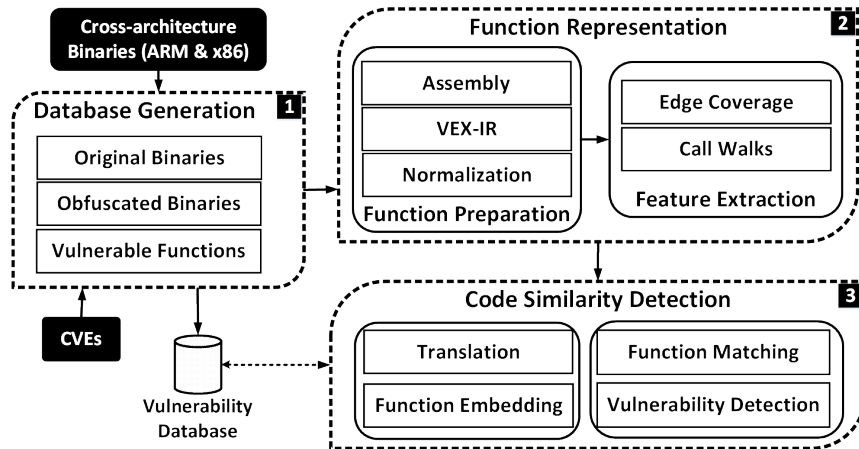 Cross-architecture
Binaries (ARM & x86)
Database Generation
1
Original Binaries
Obfuscated Binaries
Vulnerable Functions
CVEs
Vulnerability
Database
Function Representation
2
Assembly
VEX-IR
Normalization
Function Preparation
Edge Coverage
Call Walks
Feature Extraction
Code Similarity Detection
3
Translation
Function Embedding
Function Matching
Vulnerability Detection